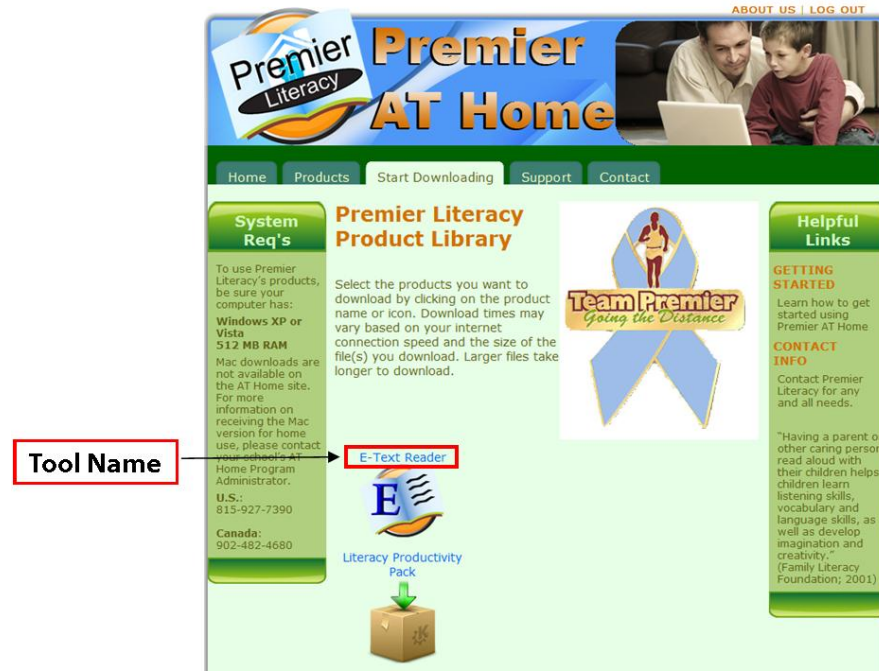 ABOUT US | LOG OUT
Premier
Literacy
Premier
AT Home
Home
Products
Start Downloading
Support
Contact
System
Req's
To use Premier
Literacy's products,
be sure your
computer has:
Windows XP or
Vista
512 MB RAM
Mac downloads are
not available on
the AT Home site.
For more
information on
receiving the Mac
version for home
use, please contact
your school's AT
Home Program
Administrator.
U.S.:
815-927-7390
Canada:
902-482-4680
Tool Name
Premier Literacy
Product Library
Select the products you want to
download by clicking on the product
name or icon. Download times may
vary based on your internet
connection speed and the size of the
file(s) you download. Larger files take
longer to download.
Team Premier
Going the Distance
E-Text Reader
E
Literacy Productivity
Pack
K
Helpful
Links
GETTING
STARTED
Learn how to get
started using
Premier AT Home
CONTACT
INFO
Contact Premier
Literacy for any
and all needs.
"Having a parent o
other caring person
read aloud with
their children helps
children learn
listening skills,
vocabulary and
language skills, as
well as develop
imagination and
creativity."
(Family Literacy
Foundation; 2001)